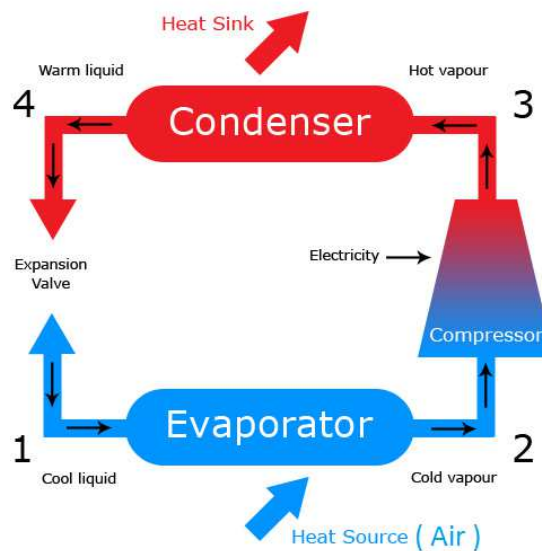 Heat Sink
Warm liquid
Hot vapour
4
Condenser
3
Expansion
Valve
Electricity
Compressor
Evaporator
1
2
Cool liquid
Cold vapour
Heat Source ( Air )